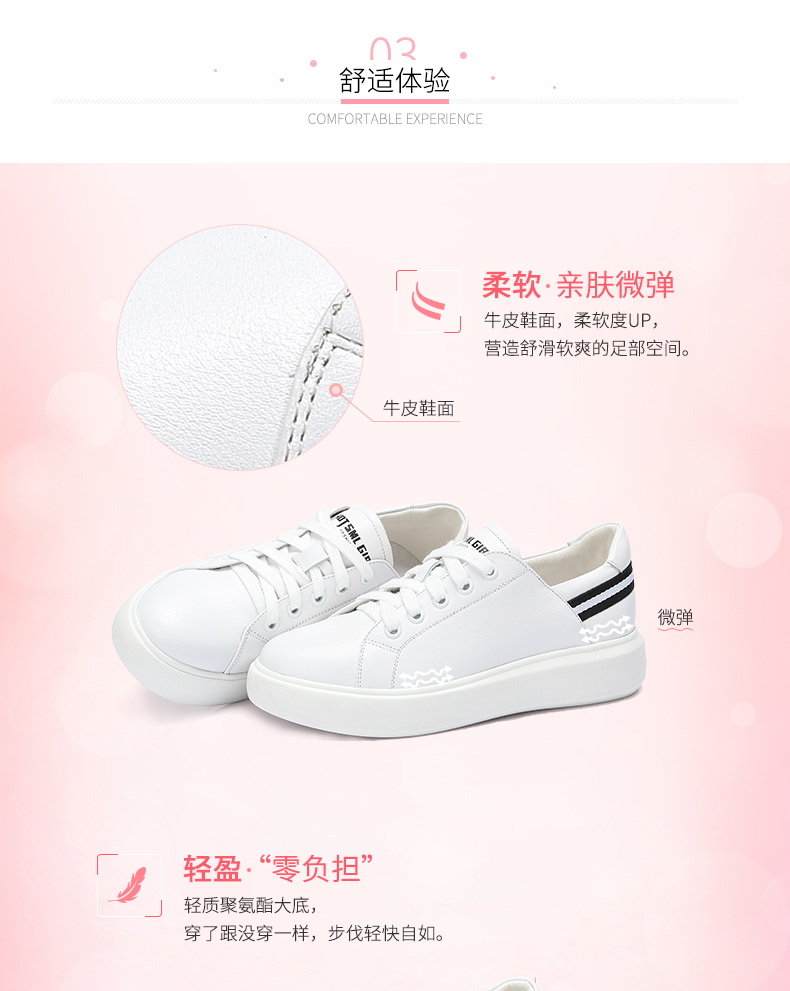 03
舒适体验
COMFORTABLE EXPERIENCE
柔软·亲肤微弹
牛皮鞋面，柔软度UP，
营造舒滑软爽的足部空间。
牛皮鞋面
微弹
轻盈·“零负担”
轻质聚氨酯大底，
穿了跟没穿一样，步伐轻快自如。